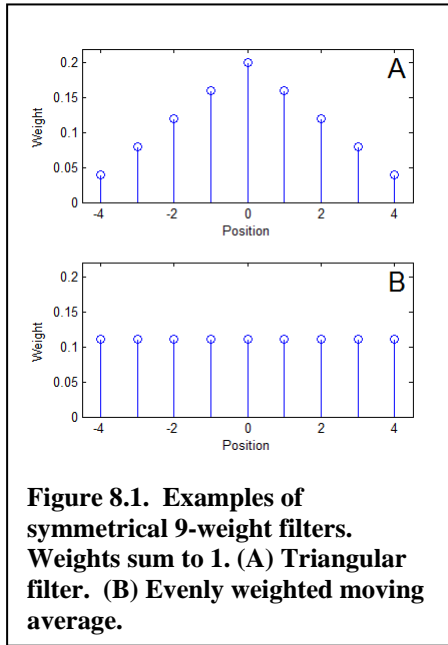 A
0.2
0.15
0.1
0.05
0
Weight
-4 -2 0 2 4
Position
B
0.2
0.15
0.1
0.05
0
Weight
-4 -2 0 2 4
Position
Figure 8.1. Examples of
symmetrical 9-weight filters.
Weights sum to 1. (A) Triangular
filter. (B) Evenly weighted moving
average.